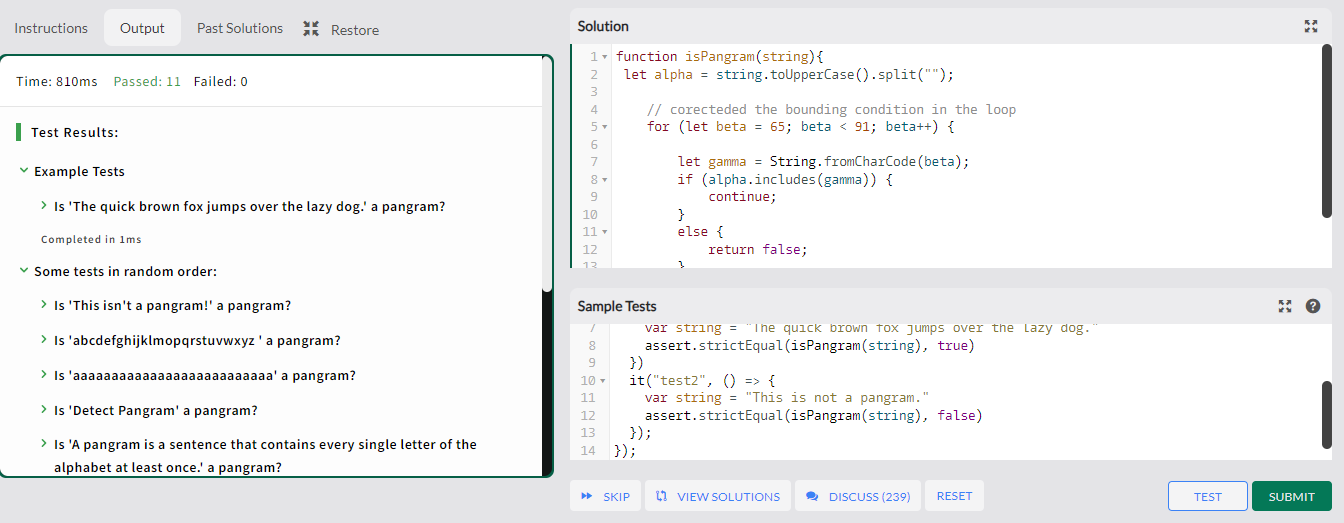 Instructions
Output
Past Solutions
Restore
Time: 810ms Passed: 11 Failed: 0
Test Results:
Example Tests
Is 'The quick brown fox jumps over the lazy dog.' a pangram?
Completed in 1ms
Some tests in random order:
Is 'This isn't a pangram!' a pangram?
Is 'abcdefghijklmopqrstuvwxyz ' a pangram?
Is 'aaaaaaaaaaaaaaaaaaaaaaaaaa' a pangram?
Is 'Detect Pangram' a pangram?
Is 'A pangram is a sentence that contains every single letter of the
alphabet at least once.' a pangram?
Solution
1 function isPangram(string){
2 let alpha = string.toUpperCase().split("");
3
4 // corecteded the bounding condition in the loop
5 for (let beta = 65; beta < 91; beta++) {
6
7 let gamma = String.fromCharCode(beta);
8 if (alpha.includes(gamma)) {
9 continue;
10 }
11 else {
12 return false;
13 }
Sample Tests
7 var string = "The quick brown fox jumps over the lazy dog."
8 assert.strictEqual(isPangram(string), true)
9 })
10 it("test2", () => {
11 var string = "This is not a pangram."
12 assert.strictEqual(isPangram(string), false)
13 });
14 });
SKIP
VIEW SOLUTIONS
DISCUSS (239)
RESET
TEST
SUBMIT